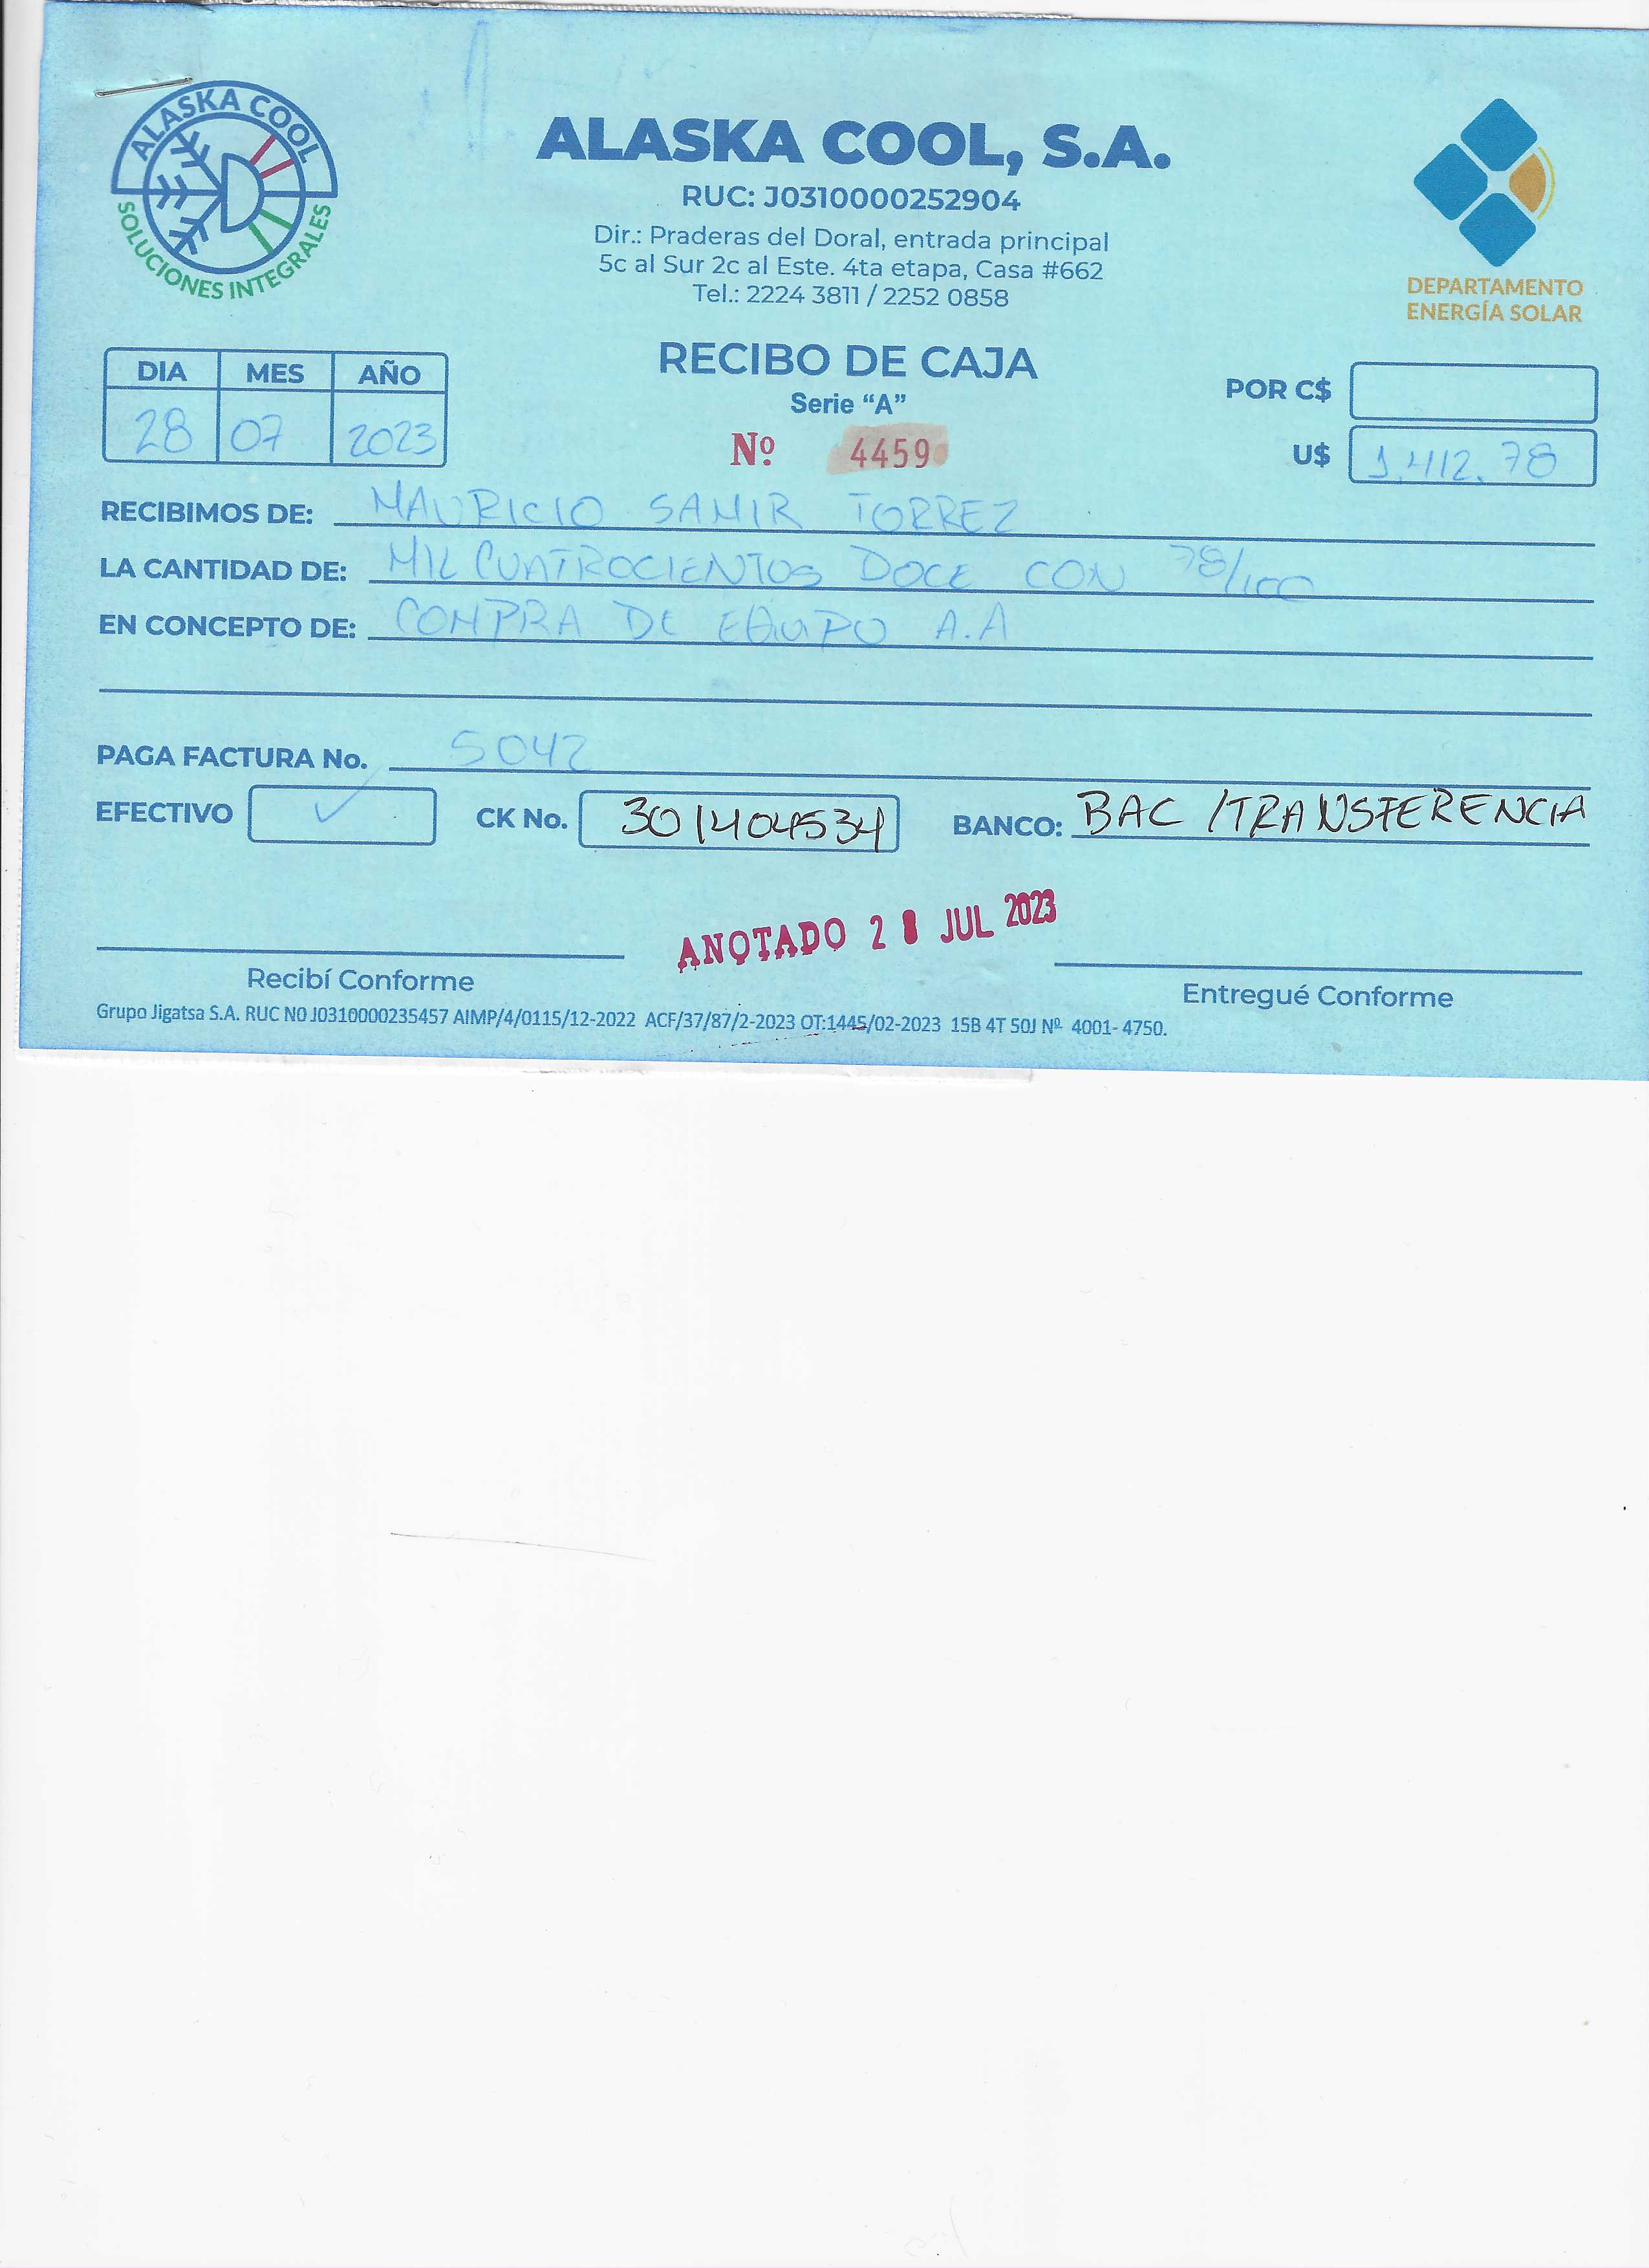 ALASKA COOL
SOLUCIONES INTEGRALES
ALASKA COOL, S.A.
RUC: J0310000252904
Dir.: Praderas del Doral, entrada principal
5c al Sur 2c al Este. 4ta etapa, Casa #662
Tel.: 2224 3811 / 2252 0858
DEPARTAMENTO
ENERGÍA SOLAR
RECIBO DE CAJA
Serie “A”
Nº 4459
DIA MES AÑO
28 07 2023
POR C$
U$ 1,412.78
RECIBIMOS DE: MAURICIO SAMIR TORREZ
LA CANTIDAD DE: MIL CUATROCIENTOS DOCE CON 78/100
EN CONCEPTO DE: COMPRA DE EQUIPO A.A
PAGA FACTURA No. 5042
EFECTIVO ✓ CK No. 301404534 BANCO: BAC /TRANSFERENCIA
ANOTADO 28 JUL 2023
Recibí Conforme
Entregué Conforme
Grupo Jigatsa S.A. RUC N0 J0310000235457 AIMP/4/0115/12-2022 ACF/37/87/2-2023 OT:1445/02-2023 15B 4T 50J Nº 4001- 4750.